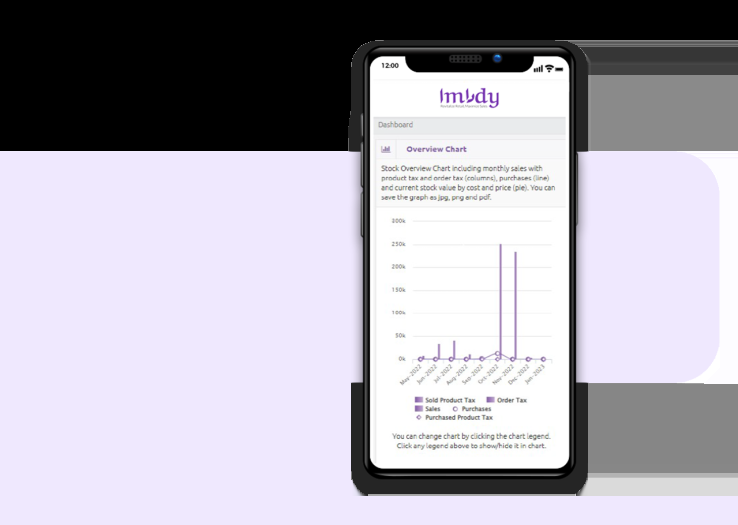 12:00
Imbdy
Dashboard
Overview Chart
Stock Overview Chart including monthly sales with
product tax and order tax (columns), purchases (line)
and current stock value by cost and price (pie). You can
save the graph as jpg, png and pdf.
300k
250k
200k
150k
100k
50k
0k
May-2022 Jun-2022 Jul-2022 Aug-2022 Sep-2022 Oct-2022 Nov-2022 Dec-2022 Jan-2023
Sold Product Tax Order Tax
Sales Purchases
Purchased Product Tax
You can change chart by clicking the chart legend.
Click any legend above to show/hide it in chart.